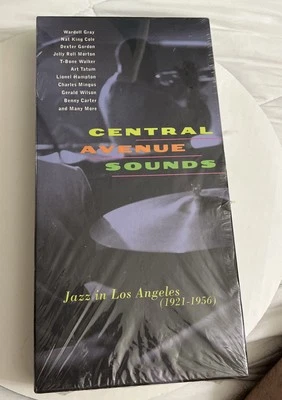 Wardell Gray
Nat King Cole
Dexter Gordon
Jelly Roll Morton
T-Bone Walker
Art Tatum
Lionel Hampton
Charles Mingus
Gerald Wilson
Benny Carter
and Many More
CENTRAL
AVENUE
SOUNDS
Jazz in Los Angeles
(1921-1956)